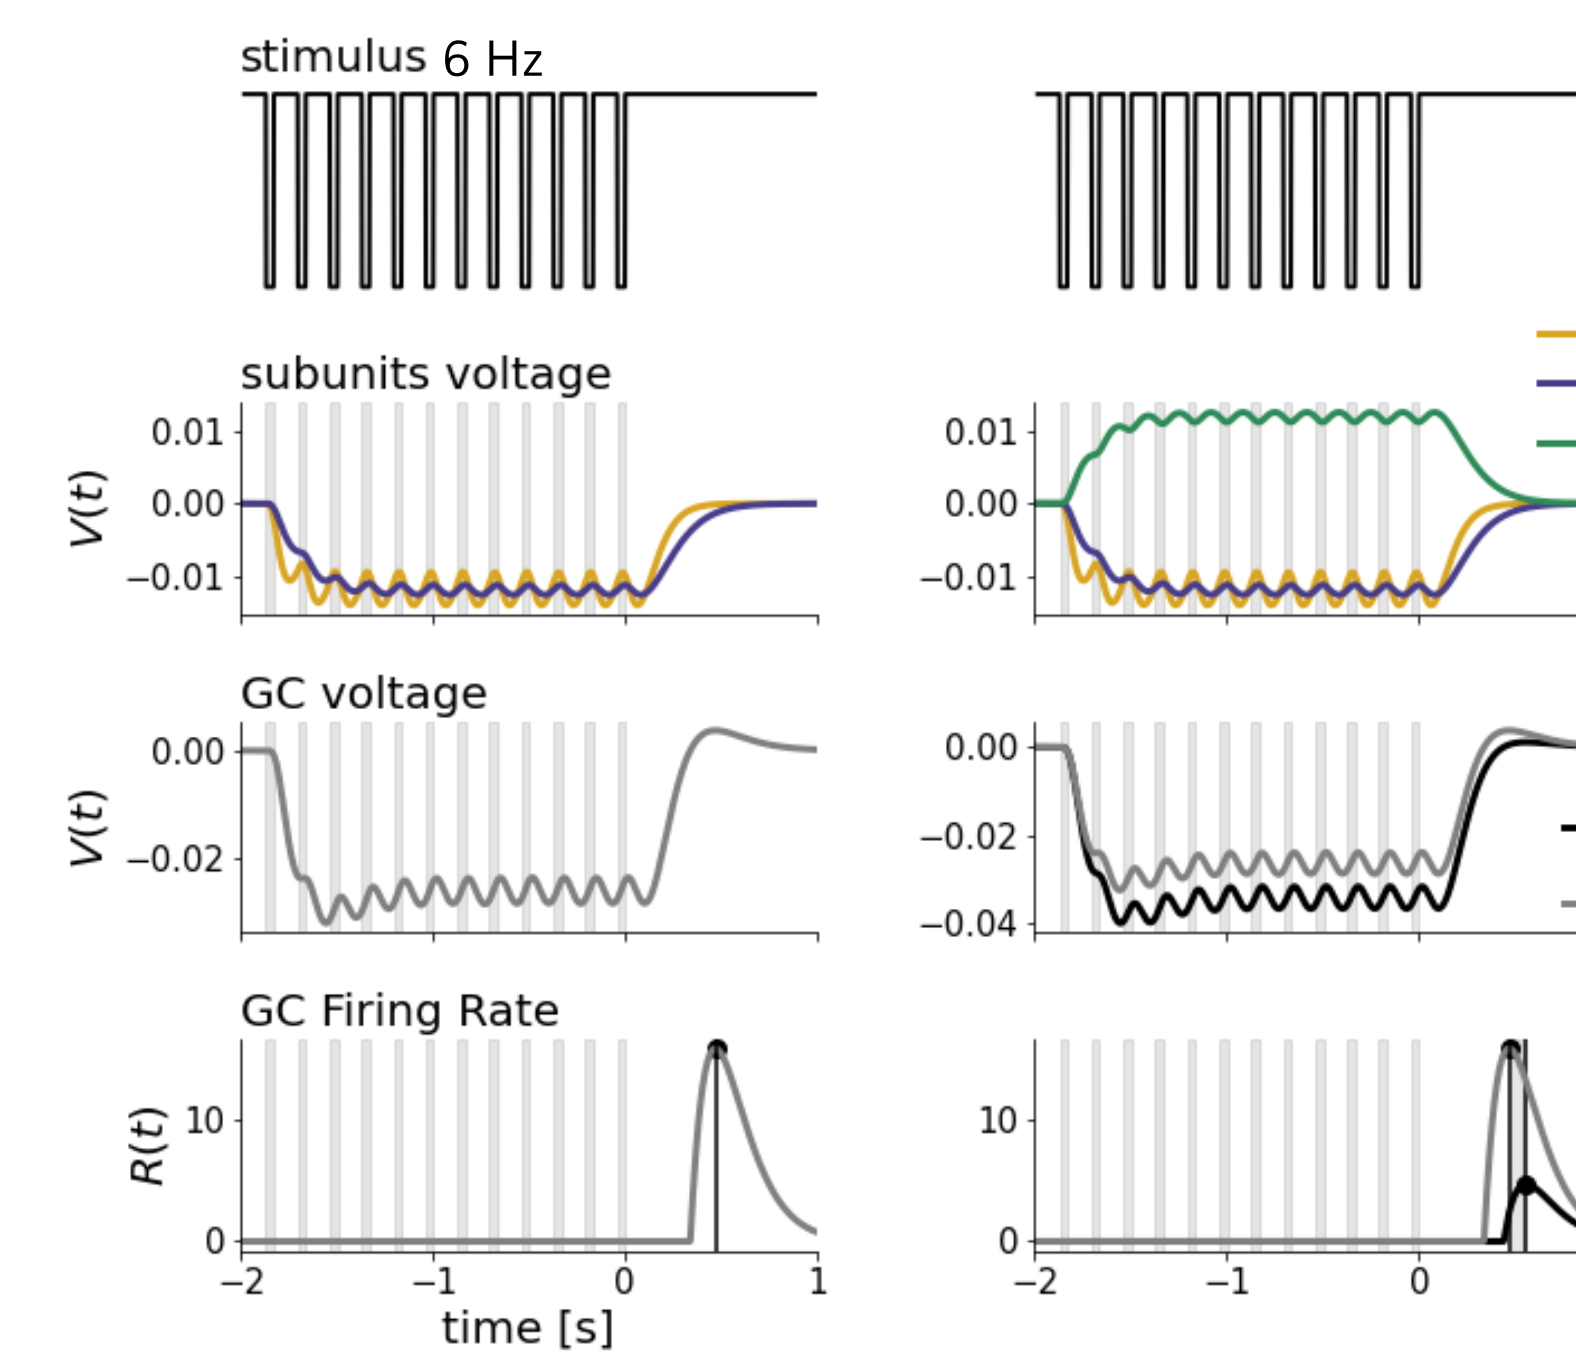 stimulus 6 Hz
subunits voltage
V(t)
0.01
0.00
−0.01
0.01
0.00
−0.01
GC voltage
V(t)
0.00
−0.02
0.00
−0.02
−0.04
GC Firing Rate
R(t)
10
0
10
0
−2 −1 0 1
−2 −1 0
time [s]